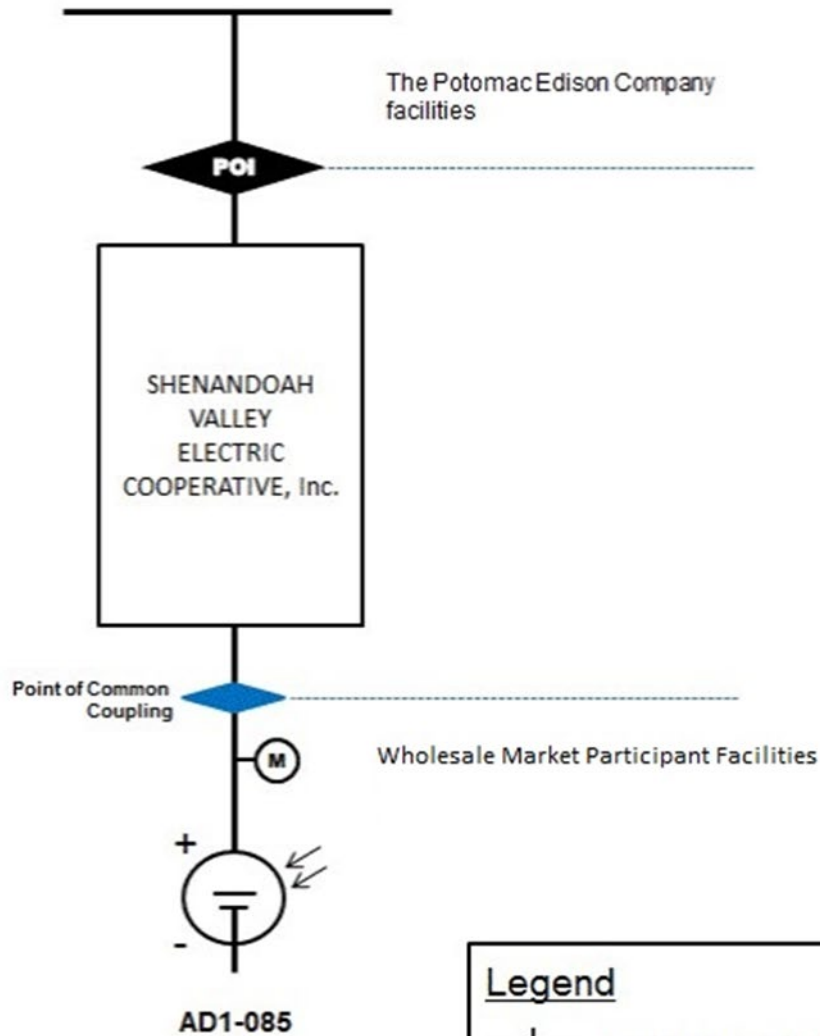 The Potomac Edison Company
facilities
POI
SHENANDOAH
VALLEY
ELECTRIC
COOPERATIVE, Inc.
Point of Common
Coupling
M
Wholesale Market Participant Facilities
+
-
AD1-085
Legend